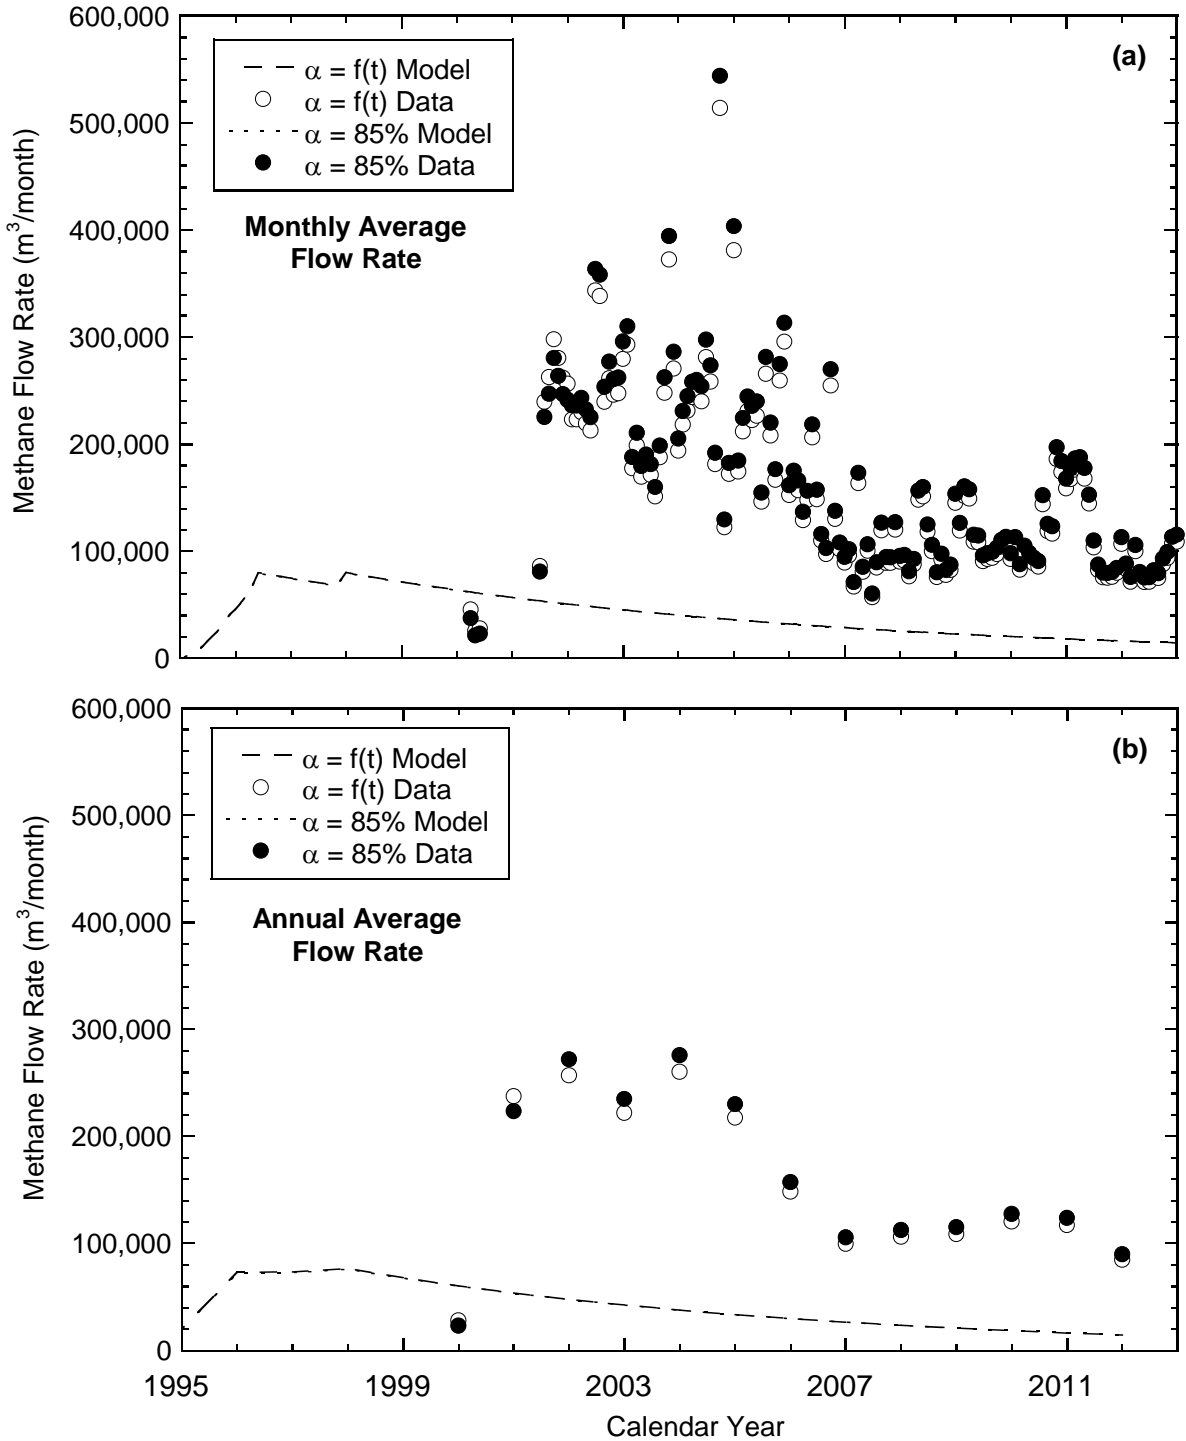 600,000
(a)
α = f(t) Model
α = f(t) Data
α = 85% Model
α = 85% Data
500,000
Monthly Average
Flow Rate
400,000
300,000
200,000
100,000
0
Methane Flow Rate (m³/month)
600,000
(b)
α = f(t) Model
α = f(t) Data
α = 85% Model
α = 85% Data
500,000
Annual Average
Flow Rate
400,000
300,000
200,000
100,000
0
Methane Flow Rate (m³/month)
1995 1999 2003 2007 2011
Calendar Year